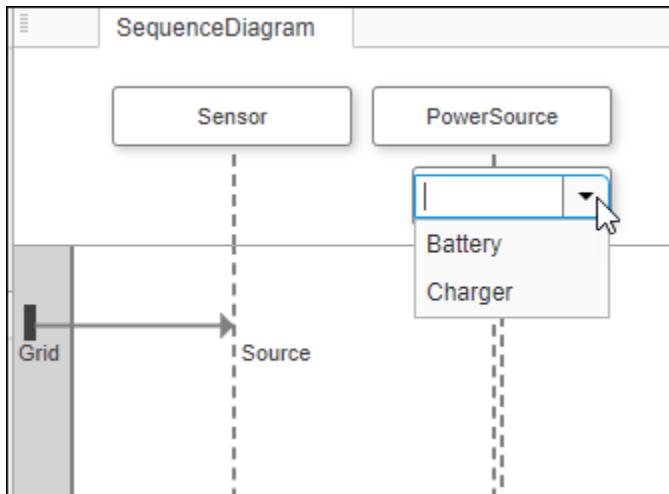 SequenceDiagram
Sensor
PowerSource
Battery
Charger
Grid
Source